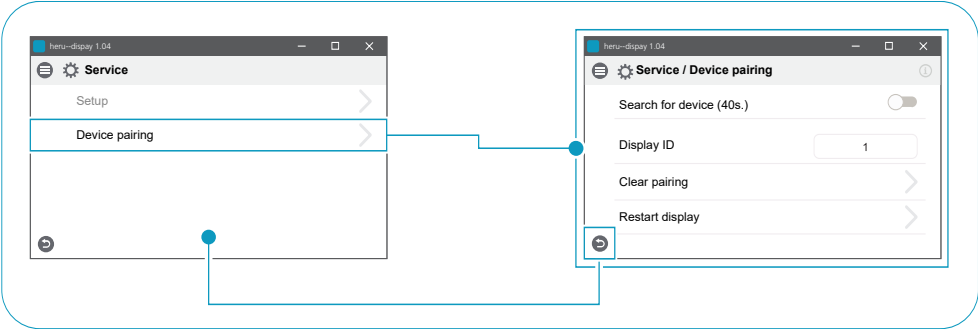 heru–dispay 1.04
Service
Setup
Device pairing
heru–dispay 1.04
Service / Device pairing
Search for device (40s.)
Display ID
1
Clear pairing
Restart display